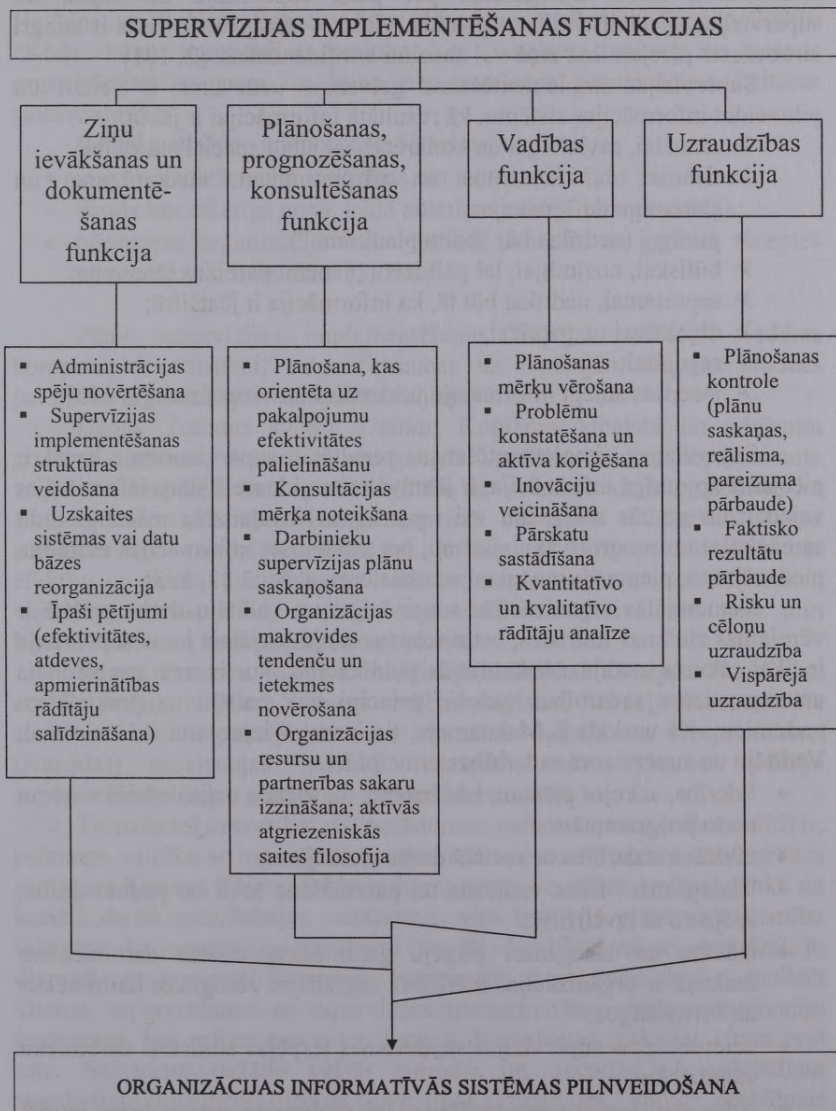 SUPERVĪZIJAS IMPLEMENTĒŠANAS FUNKCIJAS
Ziņu
ievākšanas un
dokumentē-
šanas
funkcija
Plānošanas,
prognozēšanas,
konsultēšanas
funkcija
Vadības
funkcija
Uzraudzības
funkcija
▪ Administrācijas
spēju novērtēšana
▪ Supervīzijas
implementēšanas
struktūras
veidošana
▪ Uzskaites
sistēmas vai datu
bāzes
reorganizācija
▪ Īpaši pētījumi
(efektivitātes,
atdeves,
apmierinātības
rādītāju
salīdzināšana)
▪ Plānošana, kas
orientēta uz
pakalpojumu
efektivitātes
palielināšanu
▪ Konsultācijas
mērķa noteikšana
▪ Darbinieku
supervīzijas plānu
saskaņošana
▪ Organizācijas
makrovides
tendenču un
ietekmes
novērošana
▪ Organizācijas
resursu un
partnerības sakaru
izzināšana; aktīvās
atgriezeniskās
saites filosofija
▪ Plānošanas
mērķu vērošana
▪ Problēmu
konstatēšana un
aktīva koriģēšana
▪ Inovāciju
veicināšana
▪ Pārskatu
sastādīšana
▪ Kvantitatīvo
un kvalitatīvo
rādītāju analīze
▪ Plānošanas
kontrole
(plānu
saskaņas,
reālisma,
pareizuma
pārbaude)
▪ Faktisko
rezultātu
pārbaude
▪ Risku un
cēloņu
uzraudzība
▪ Vispārējā
uzraudzība
ORGANIZĀCIJAS INFORMATĪVĀS SISTĒMAS PILNVEIDOŠANA